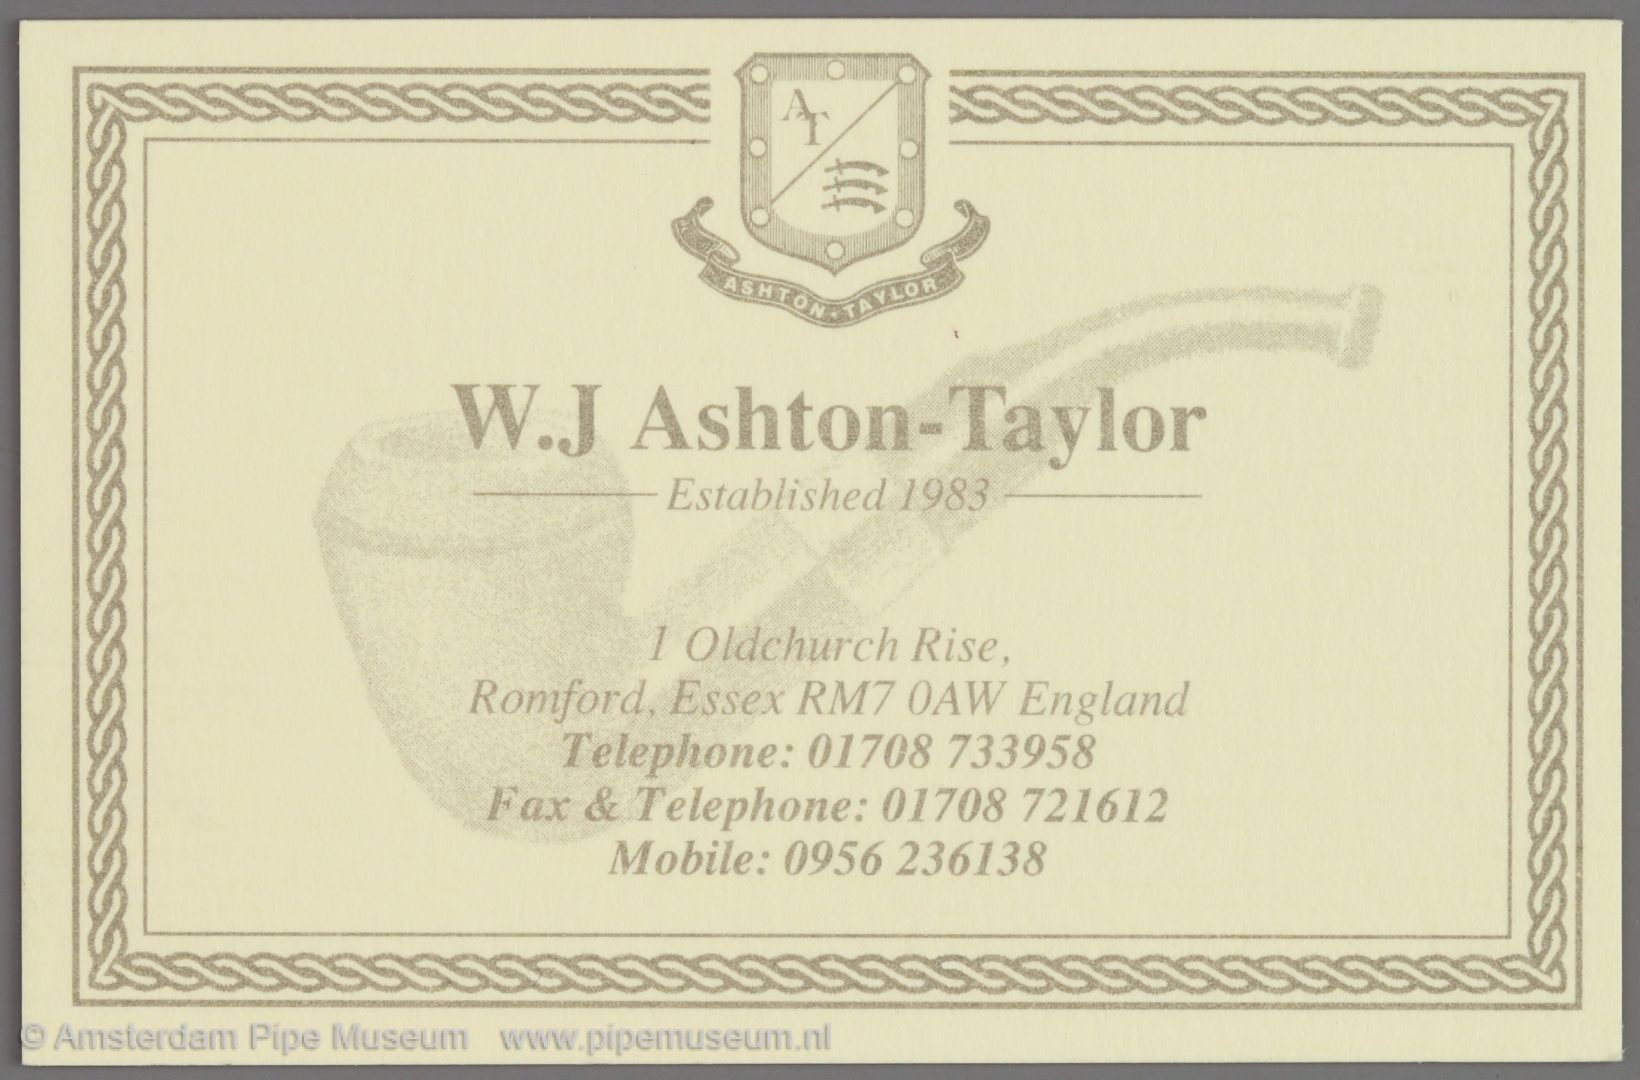 AT
ASHTON·TAYLOR
W.J Ashton-Taylor
Established 1983
1 Oldchurch Rise,
Romford, Essex RM7 0AW England
Telephone: 01708 733958
Fax & Telephone: 01708 721612
Mobile: 0956 236138
© Amsterdam Pipe Museum www.pipemuseum.nl